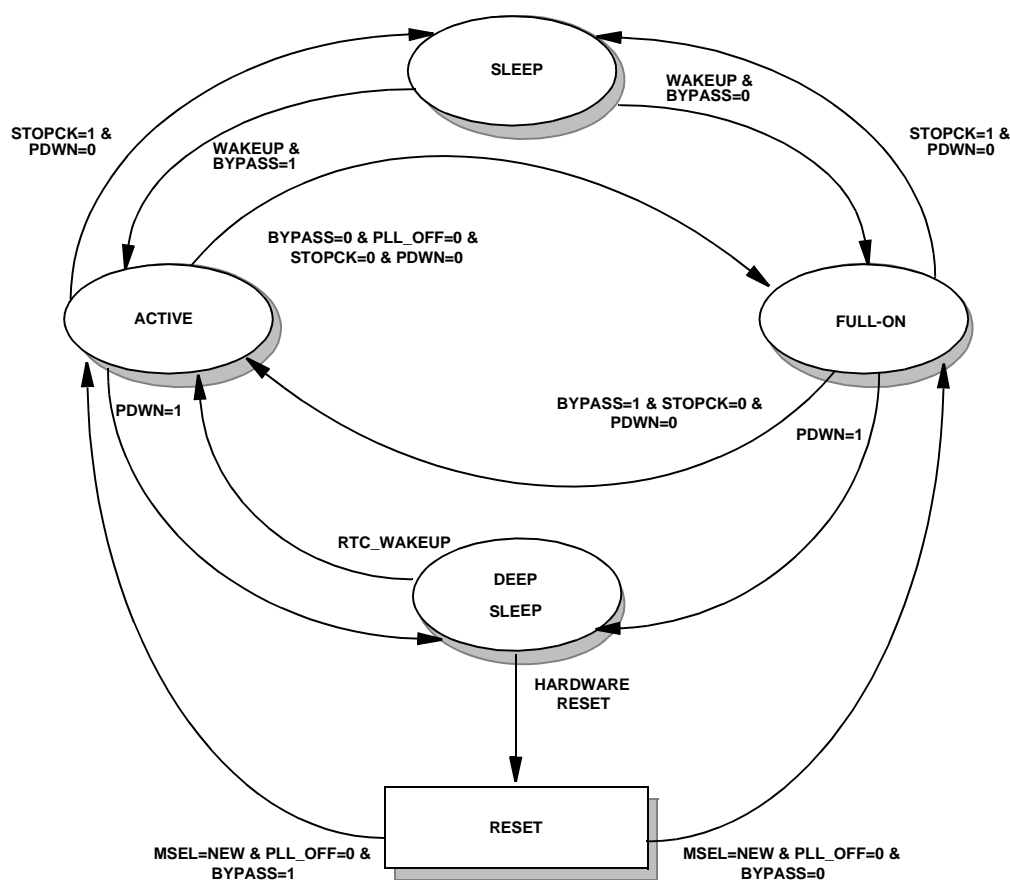 SLEEP
WAKEUP &
BYPASS=0
STOPCK=1 &
PDWN=0
STOPCK=1 &
PDWN=0
WAKEUP &
BYPASS=1
BYPASS=0 & PLL_OFF=0 &
STOPCK=0 & PDWN=0
ACTIVE
FULL-ON
PDWN=1
BYPASS=1 & STOPCK=0 &
PDWN=0
PDWN=1
RTC_WAKEUP
DEEP
SLEEP
HARDWARE
RESET
RESET
MSEL=NEW & PLL_OFF=0 &
BYPASS=1
MSEL=NEW & PLL_OFF=0 &
BYPASS=0